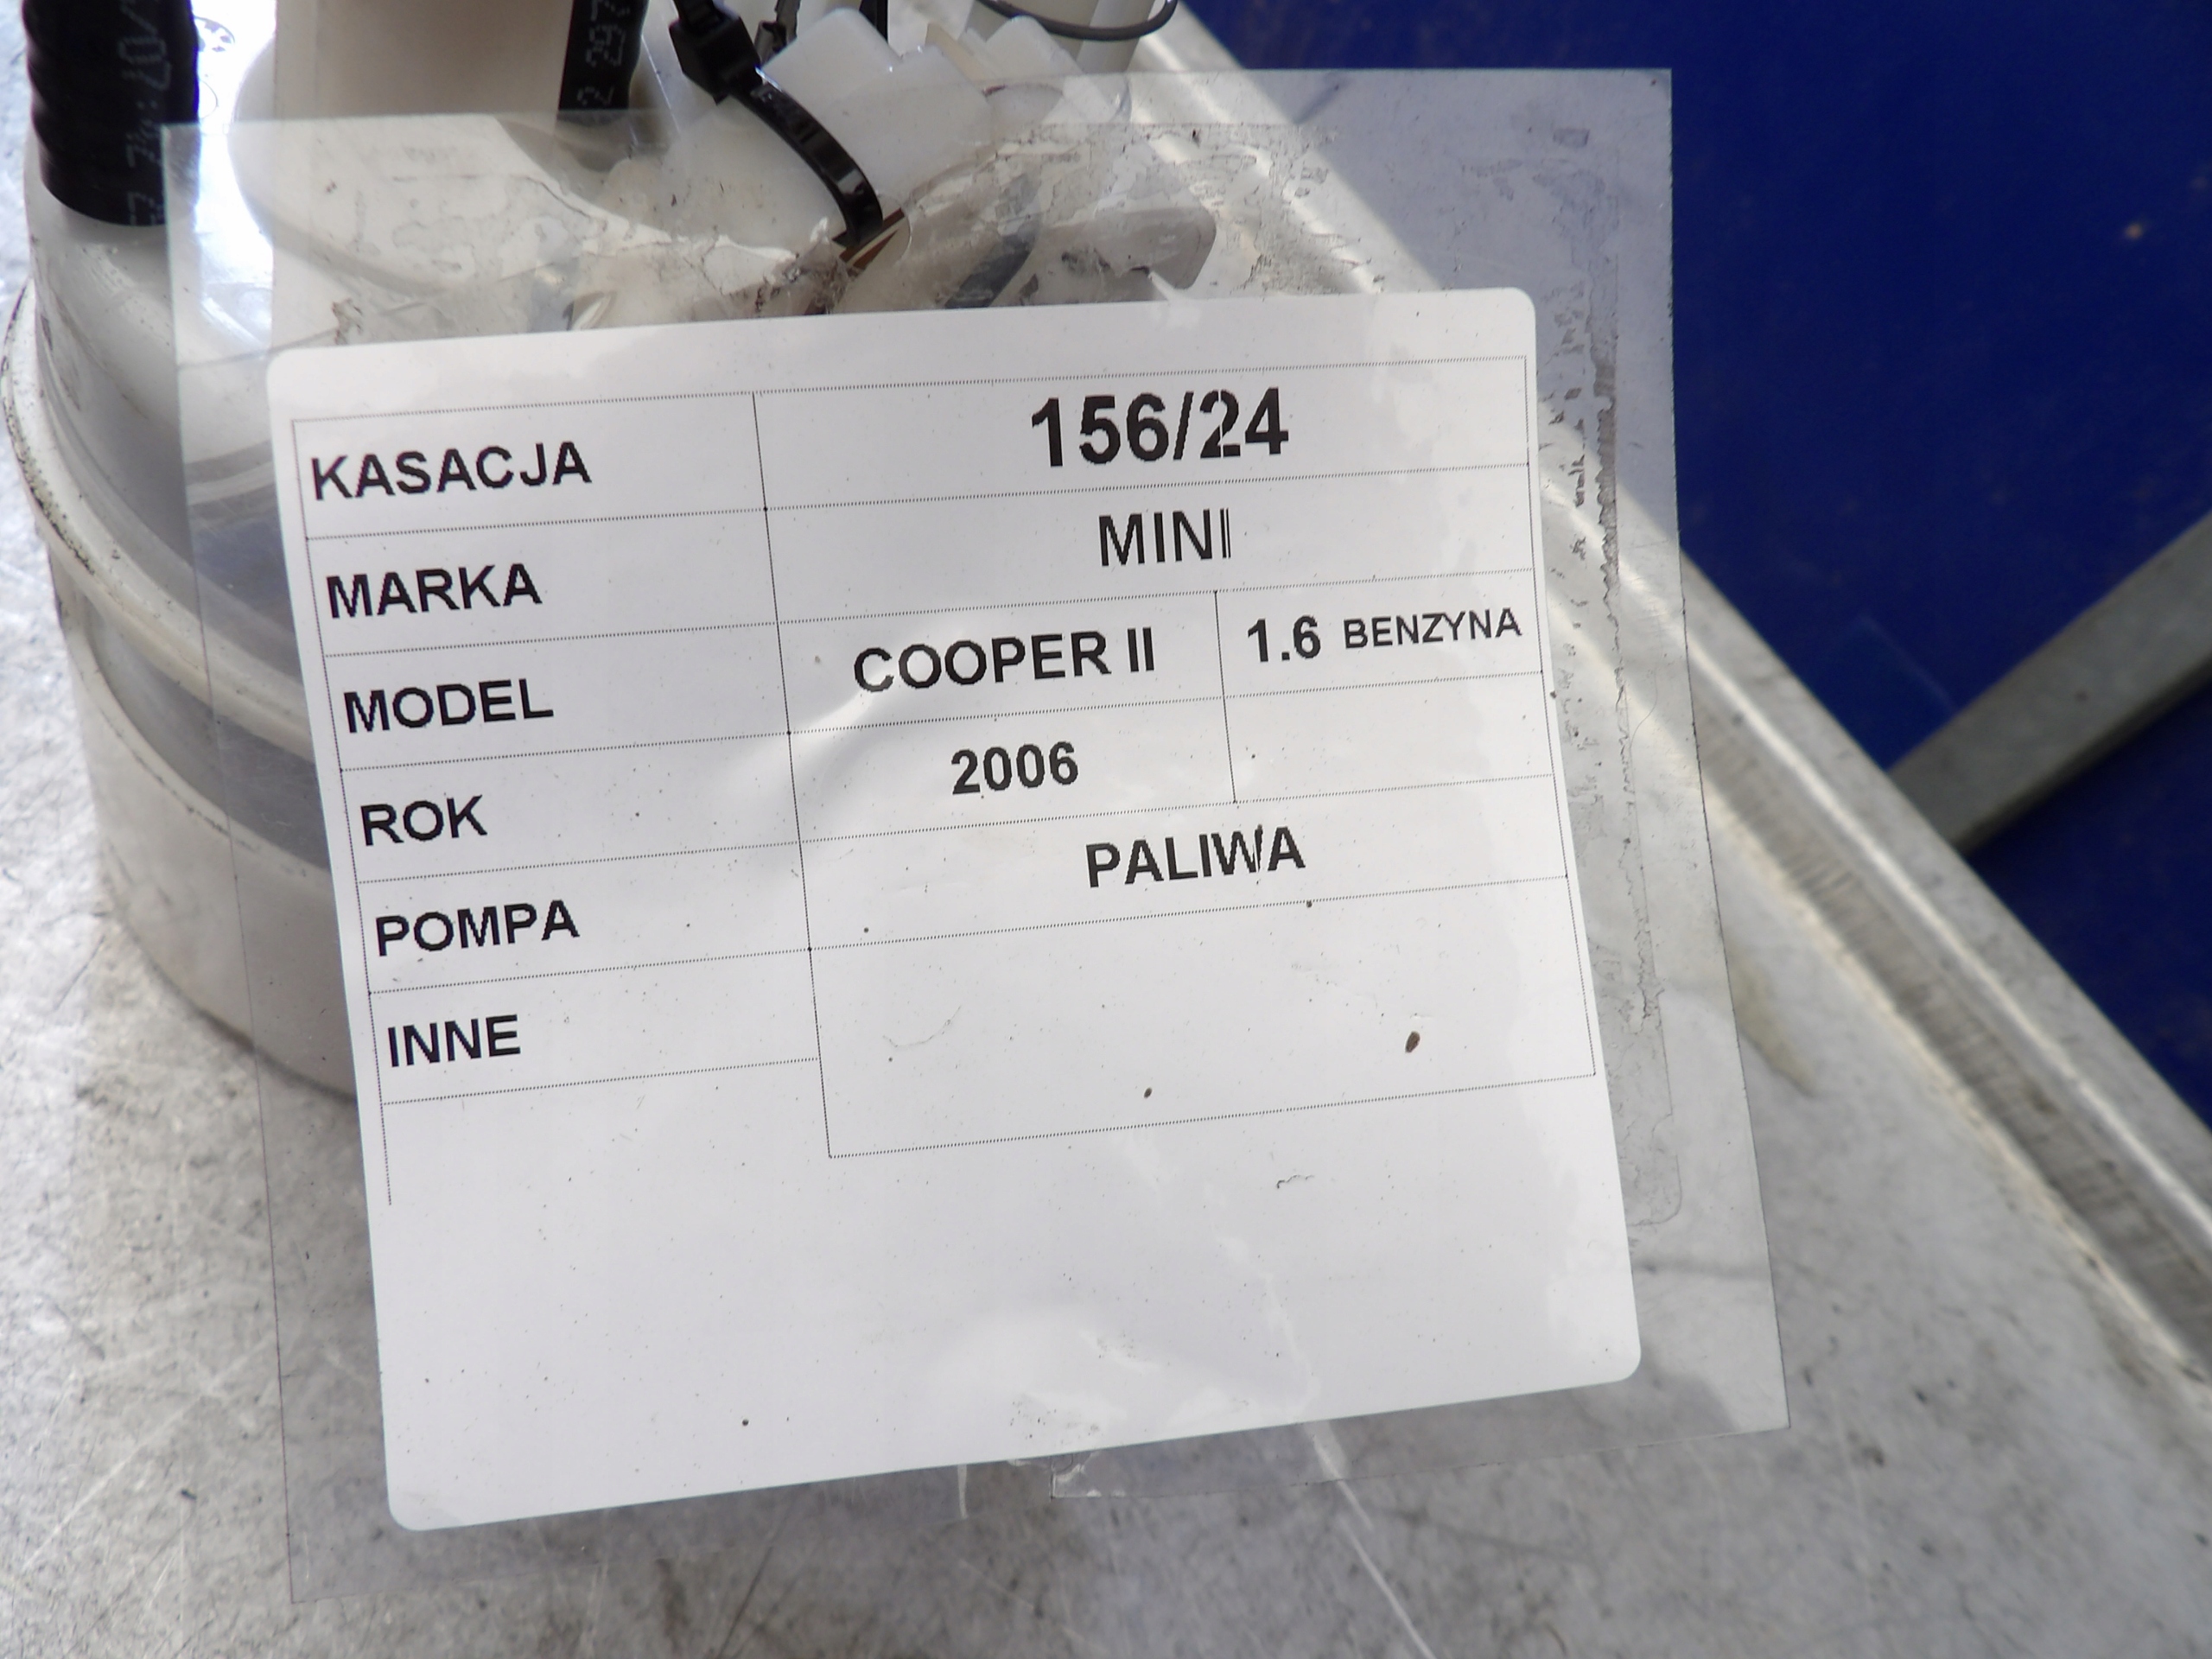 KASACJA 156/24
MARKA MINI
MODEL COOPER II 1.6 BENZYNA
ROK 2006
POMPA PALIWA
INNE